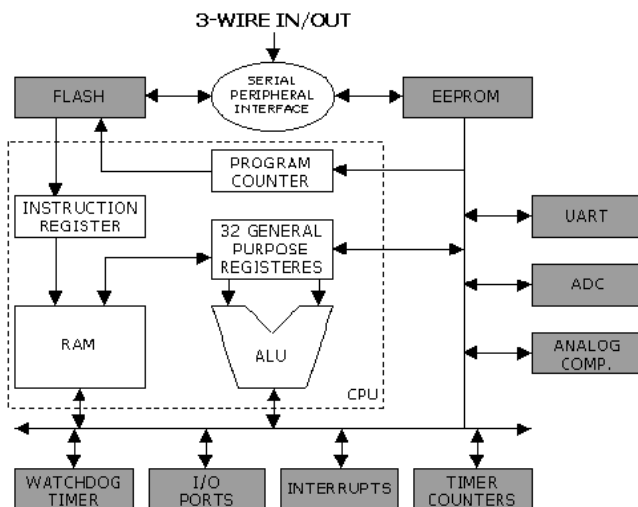 3-WIRE IN/OUT
FLASH
SERIAL
PERIPHERAL
INTERFACE
EEPROM
PROGRAM
COUNTER
INSTRUCTION
REGISTER
32 GENERAL
PURPOSE
REGISTERES
UART
ADC
RAM
ALU
ANALOG
COMP.
CPU
WATCHDOG
TIMER
I/O
PORTS
INTERRUPTS
TIMER
COUNTERS